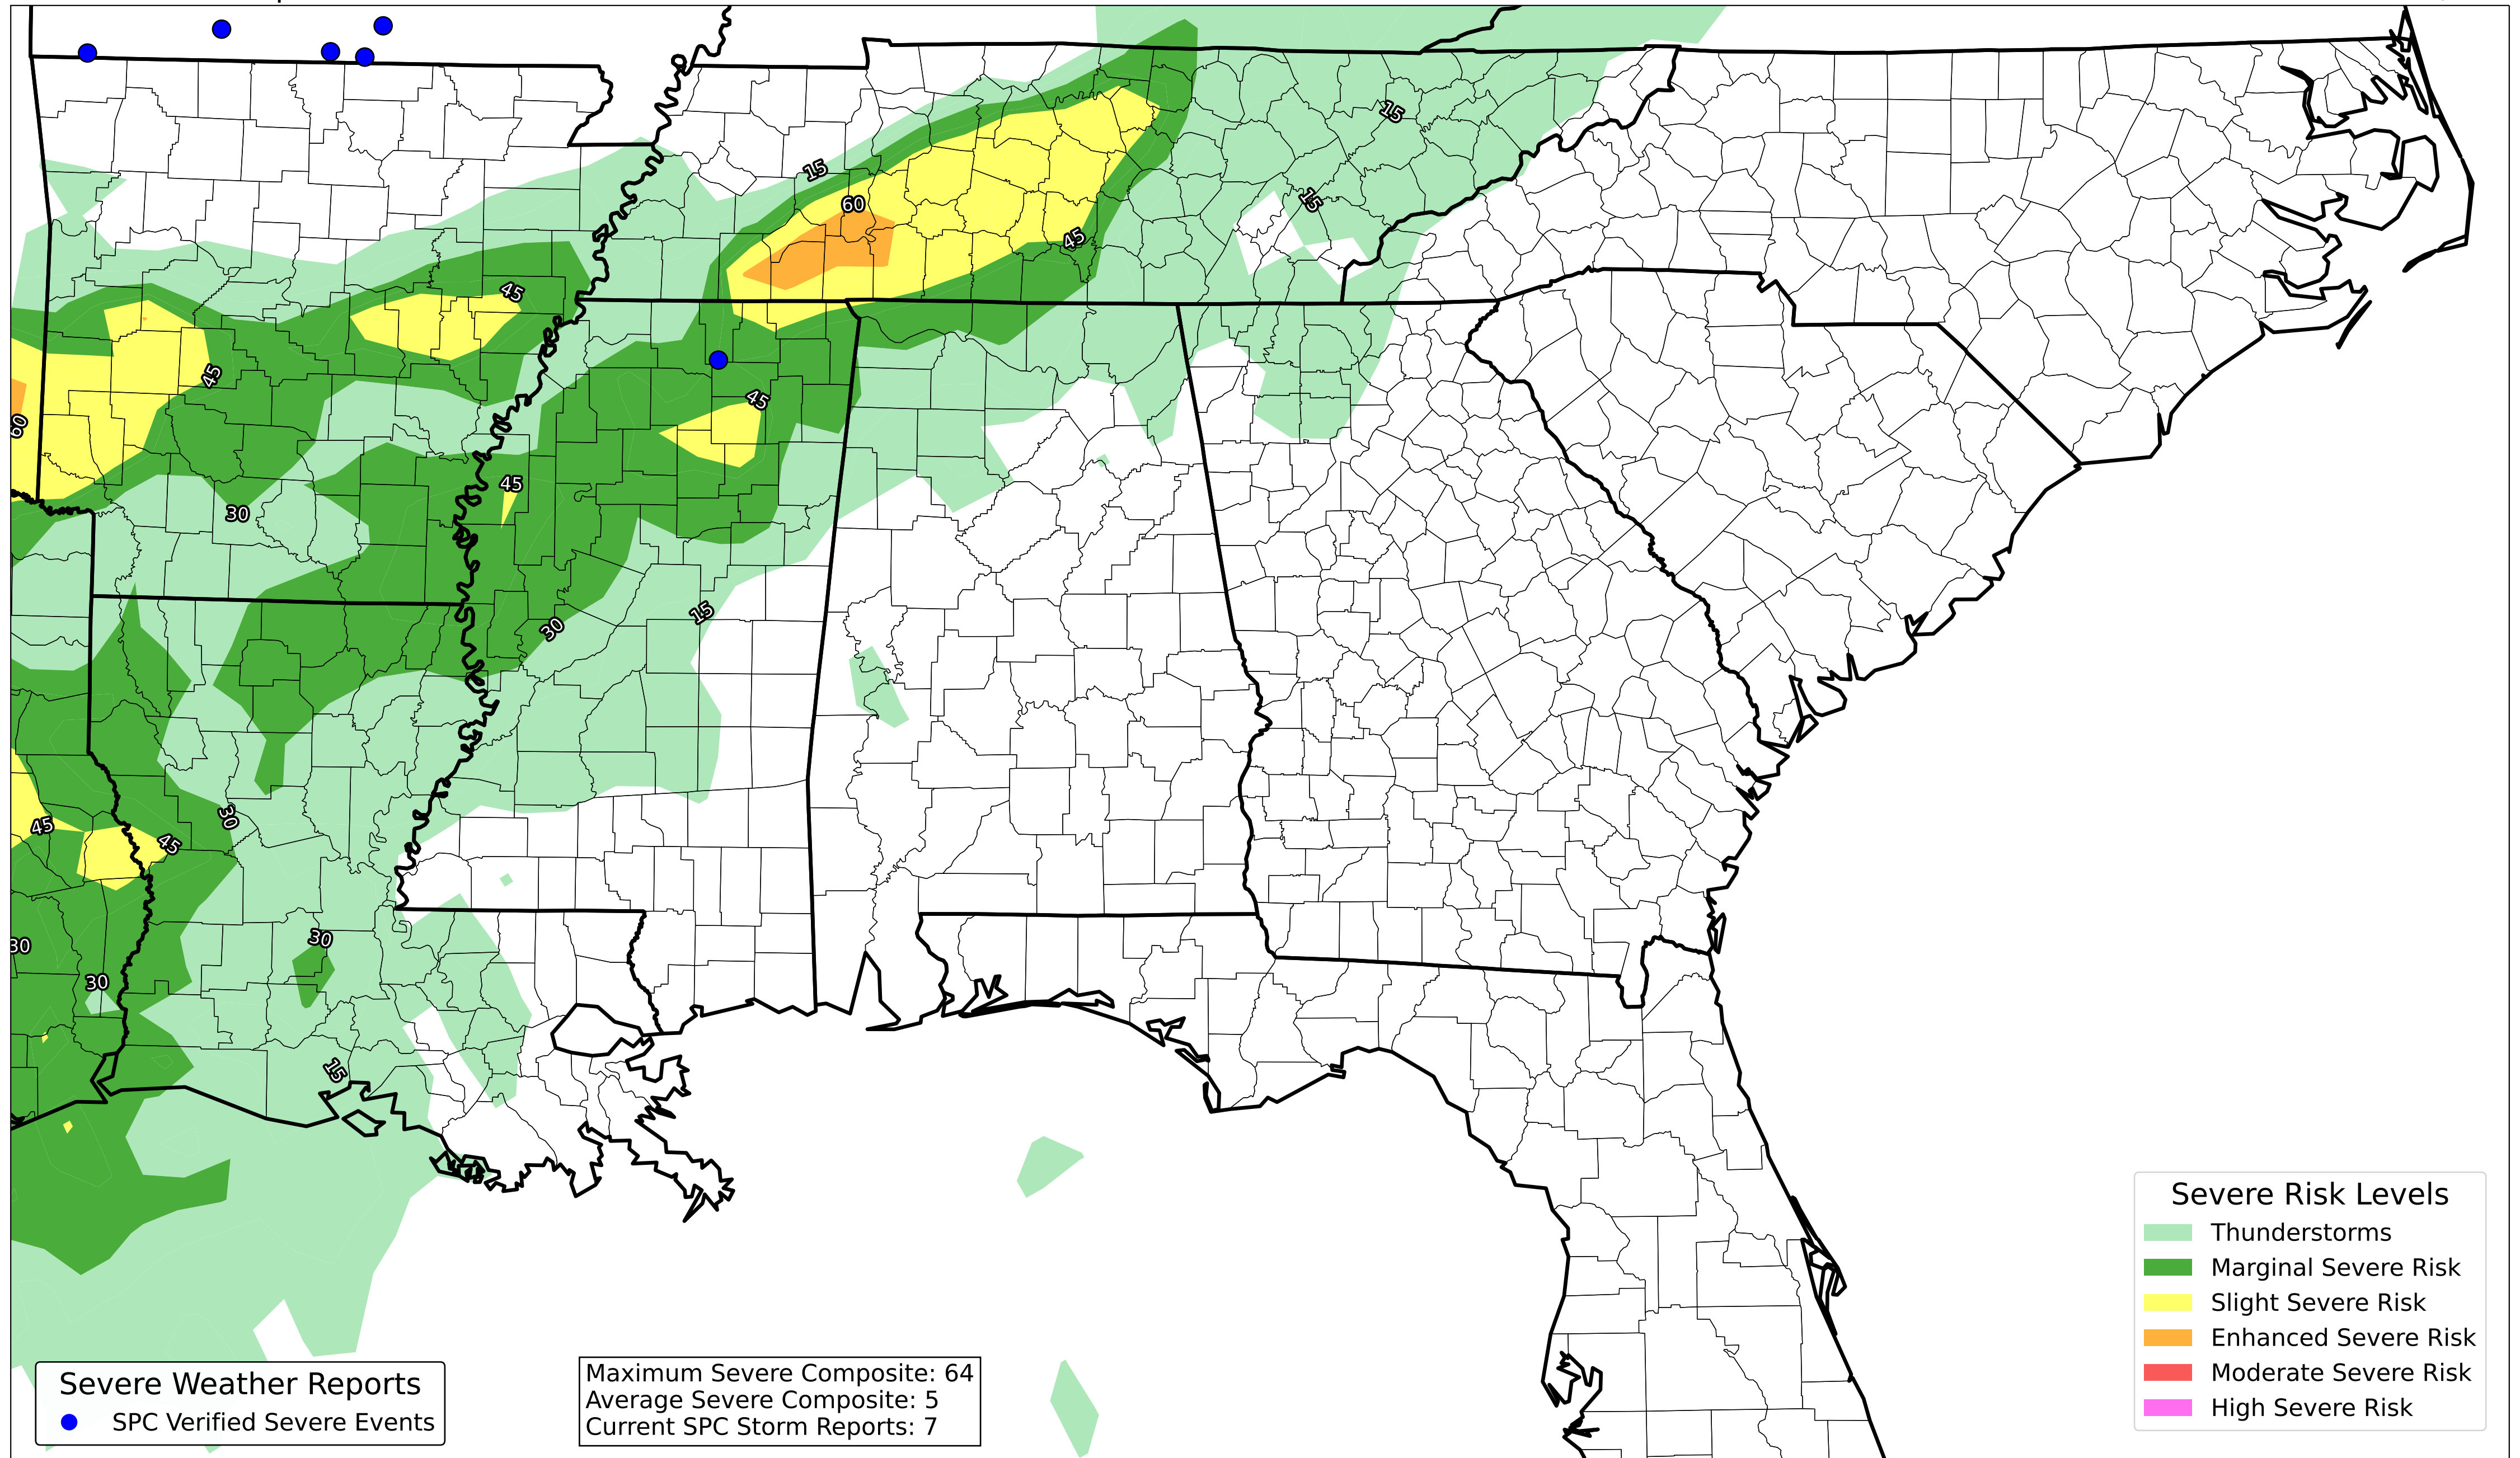 15
15
15
60
45
45
45
45
60
45
30
15
30
30
45
45
30
30
30
15
Severe Risk Levels
Thunderstorms
Marginal Severe Risk
Slight Severe Risk
Enhanced Severe Risk
Moderate Severe Risk
High Severe Risk
Severe Weather Reports
SPC Verified Severe Events
Maximum Severe Composite: 64
Average Severe Composite: 5
Current SPC Storm Reports: 7